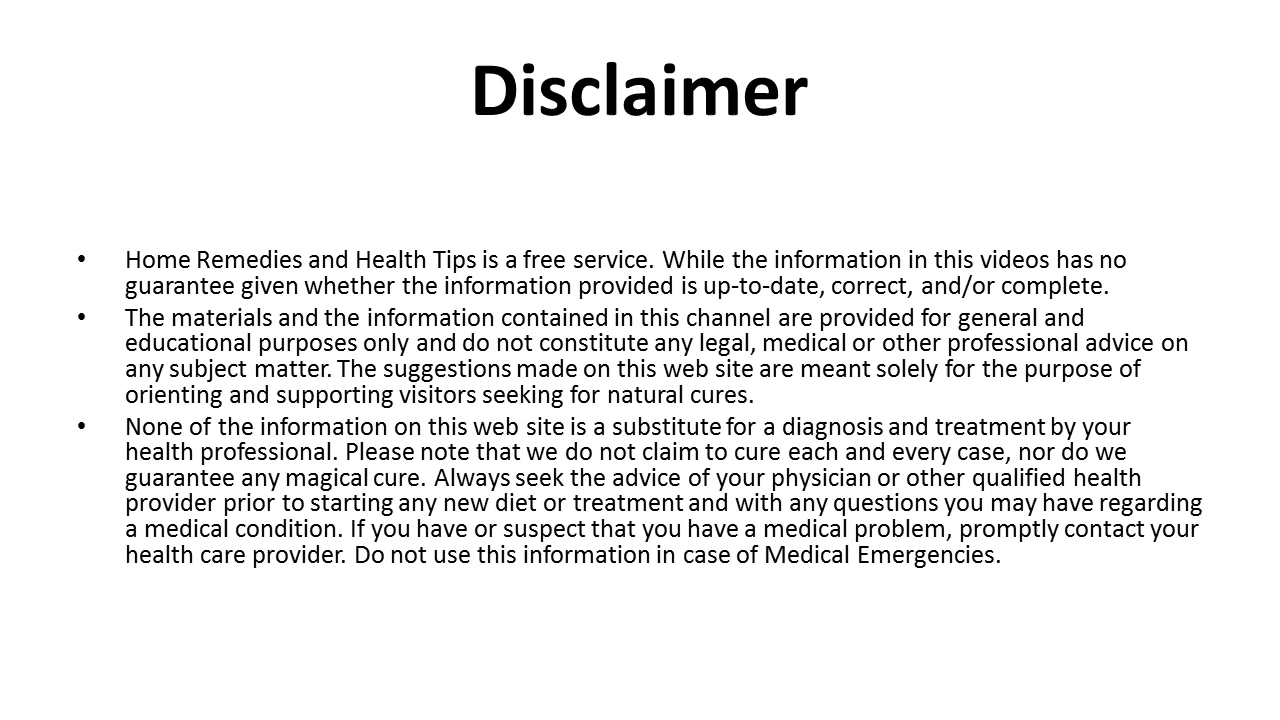 Disclaimer
• Home Remedies and Health Tips is a free service. While the information in this videos has no
guarantee given whether the information provided is up-to-date, correct, and/or complete.
• The materials and the information contained in this channel are provided for general and
educational purposes only and do not constitute any legal, medical or other professional advice on
any subject matter. The suggestions made on this web site are meant solely for the purpose of
orienting and supporting visitors seeking for natural cures.
• None of the information on this web site is a substitute for a diagnosis and treatment by your
health professional. Please note that we do not claim to cure each and every case, nor do we
guarantee any magical cure. Always seek the advice of your physician or other qualified health
provider prior to starting any new diet or treatment and with any questions you may have regarding
a medical condition. If you have or suspect that you have a medical problem, promptly contact your
health care provider. Do not use this information in case of Medical Emergencies.